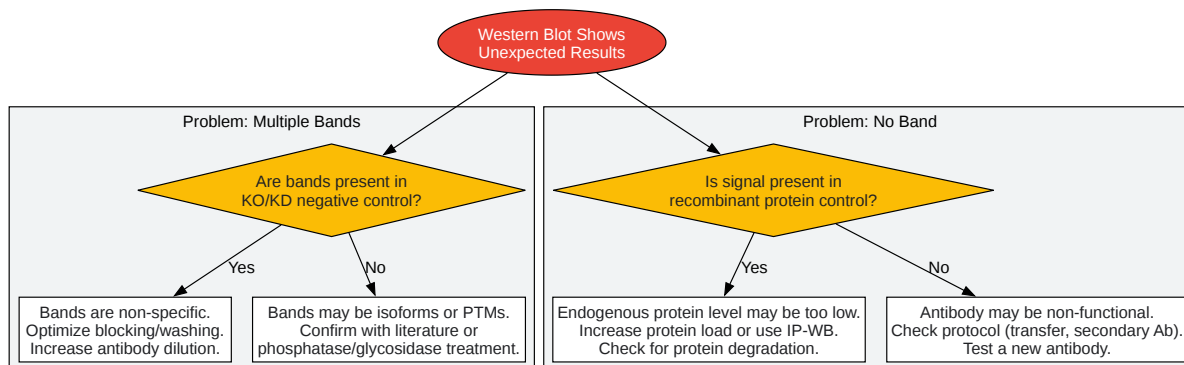 Western Blot Shows
Unexpected Results
Problem: Multiple Bands
Are bands present in
KO/KD negative control?
Yes
No
Bands are non-specific.
Optimize blocking/washing.
Increase antibody dilution.
Bands may be isoforms or PTMs.
Confirm with literature or
phosphatase/glycosidase treatment.
Problem: No Band
Is signal present in
recombinant protein control?
Yes
No
Endogenous protein level may be too low.
Increase protein load or use IP-WB.
Check for protein degradation.
Antibody may be non-functional.
Check protocol (transfer, secondary Ab).
Test a new antibody.